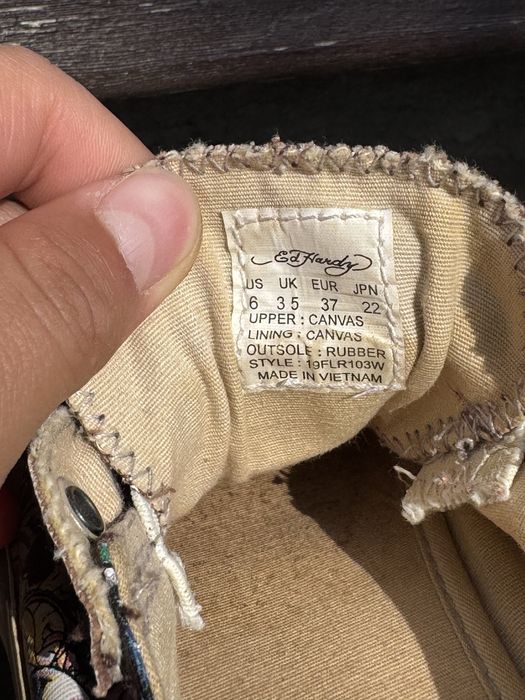 Ed Hardy
US UK EUR JPN
6 3 5 37 22
UPPER : CANVAS
LINING : CANVAS
OUTSOLE : RUBBER
STYLE : 19FLR103W
MADE IN VIETNAM